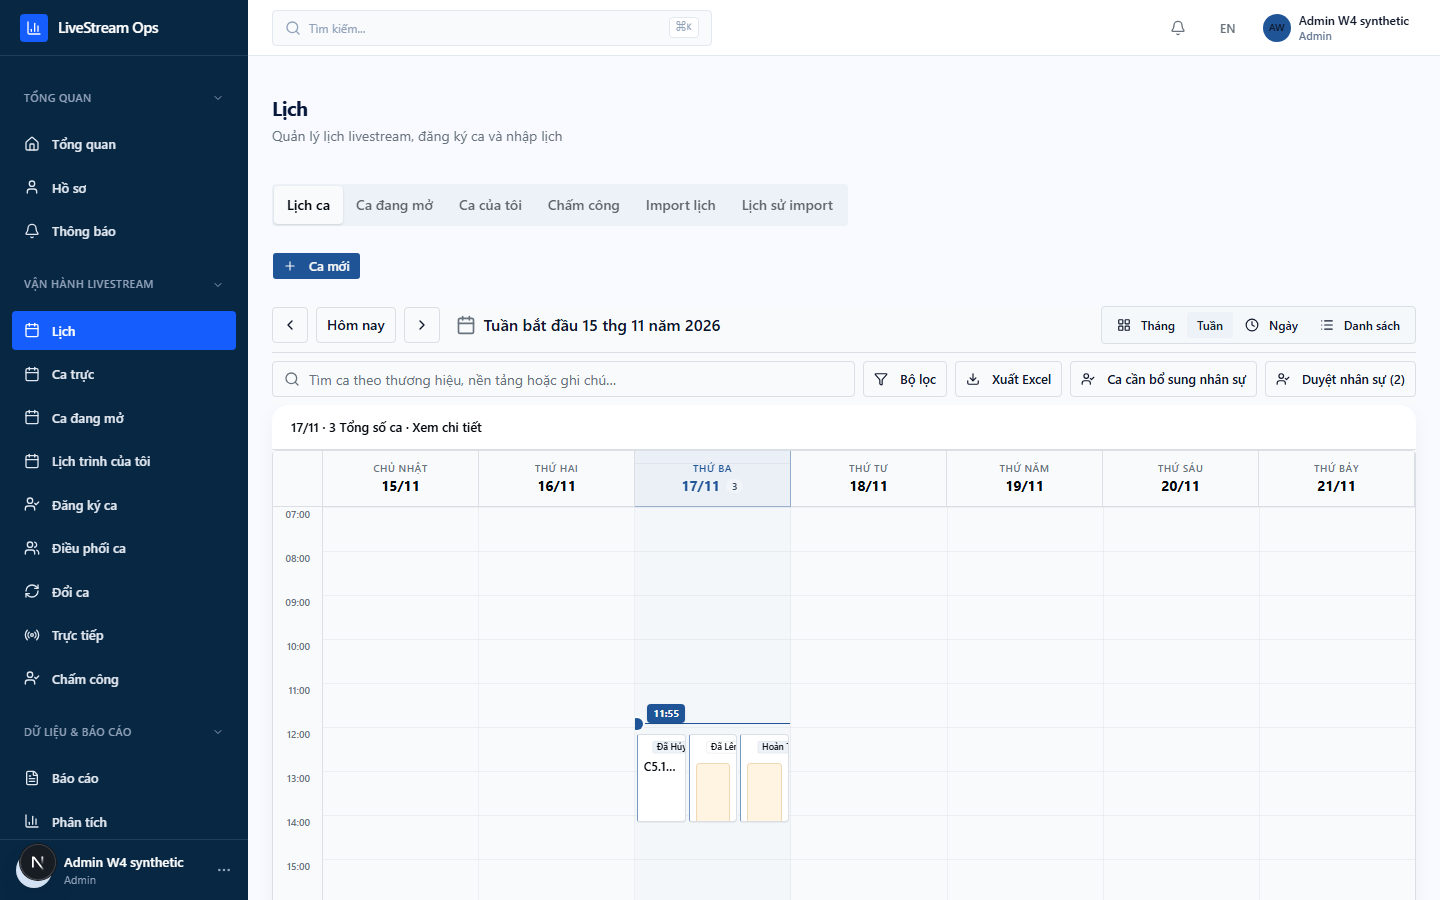 LiveStream Ops
Tìm kiếm...
⌘K
EN
AW
Admin W4 synthetic
Admin
TỔNG QUAN
Tổng quan
Hồ sơ
Thông báo
VẬN HÀNH LIVESTREAM
Lịch
Ca trực
Ca đang mở
Lịch trình của tôi
Đăng ký ca
Điều phối ca
Đổi ca
Trực tiếp
Chấm công
DỮ LIỆU & BÁO CÁO
Báo cáo
Phân tích
N
Admin W4 synthetic
Admin
Lịch
Quản lý lịch livestream, đăng ký ca và nhập lịch
Lịch ca
Ca đang mở
Ca của tôi
Chấm công
Import lịch
Lịch sử import
Ca mới
Hôm nay
Tuần bắt đầu 15 thg 11 năm 2026
Tháng
Tuần
Ngày
Danh sách
Tìm ca theo thương hiệu, nền tảng hoặc ghi chú...
Bộ lọc
Xuất Excel
Ca cần bổ sung nhân sự
Duyệt nhân sự (2)
17/11 · 3 Tổng số ca · Xem chi tiết
CHỦ NHẬT
15/11
THỨ HAI
16/11
THỨ BA
17/11 3
THỨ TƯ
18/11
THỨ NĂM
19/11
THỨ SÁU
20/11
THỨ BẢY
21/11
07:00
08:00
09:00
10:00
11:00
11:55
12:00
Đã Hủy
C5.1...
Đã Lên
Hoàn
13:00
14:00
15:00